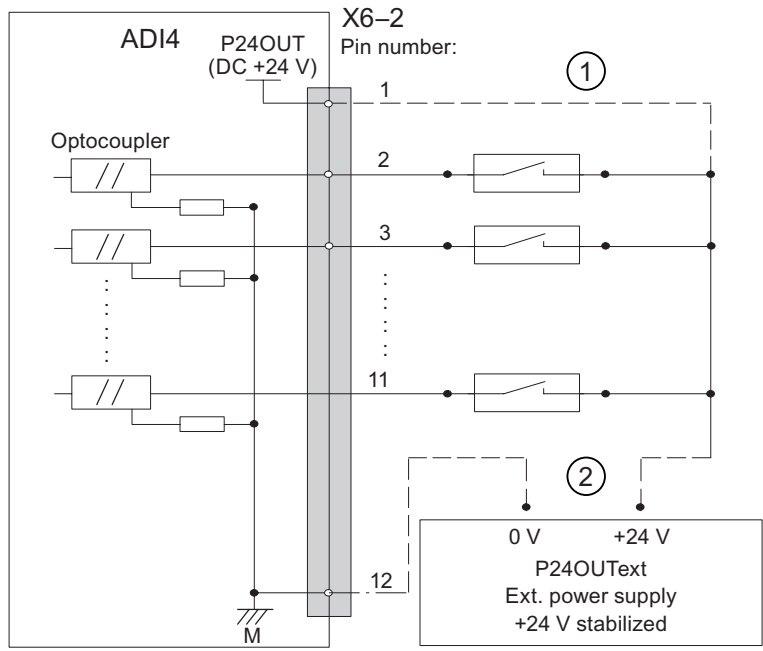 X6–2
ADI4
P24OUT
(DC +24 V)
Pin number:
1
1
Optocoupler
2
3
11
2
0 V
+24 V
P24OUText
Ext. power supply
+24 V stabilized
12
M